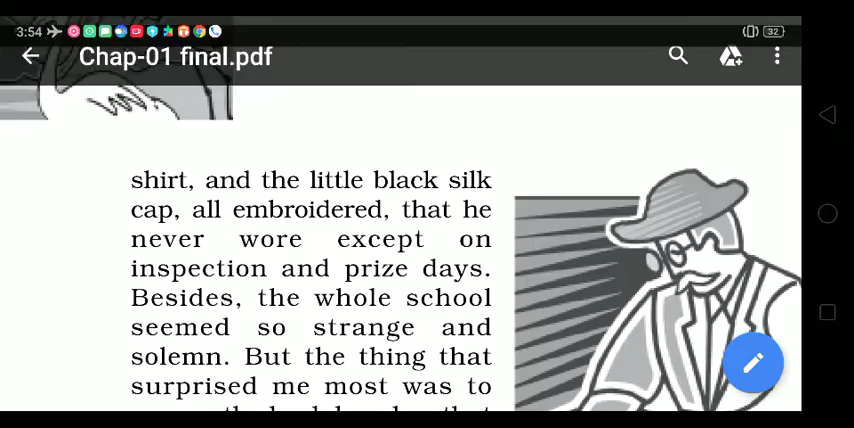 3:54
32
Chap-01 final.pdf
shirt, and the little black silk
cap, all embroidered, that he
never wore except on
inspection and prize days.
Besides, the whole school
seemed so strange and
solemn. But the thing that
surprised me most was to